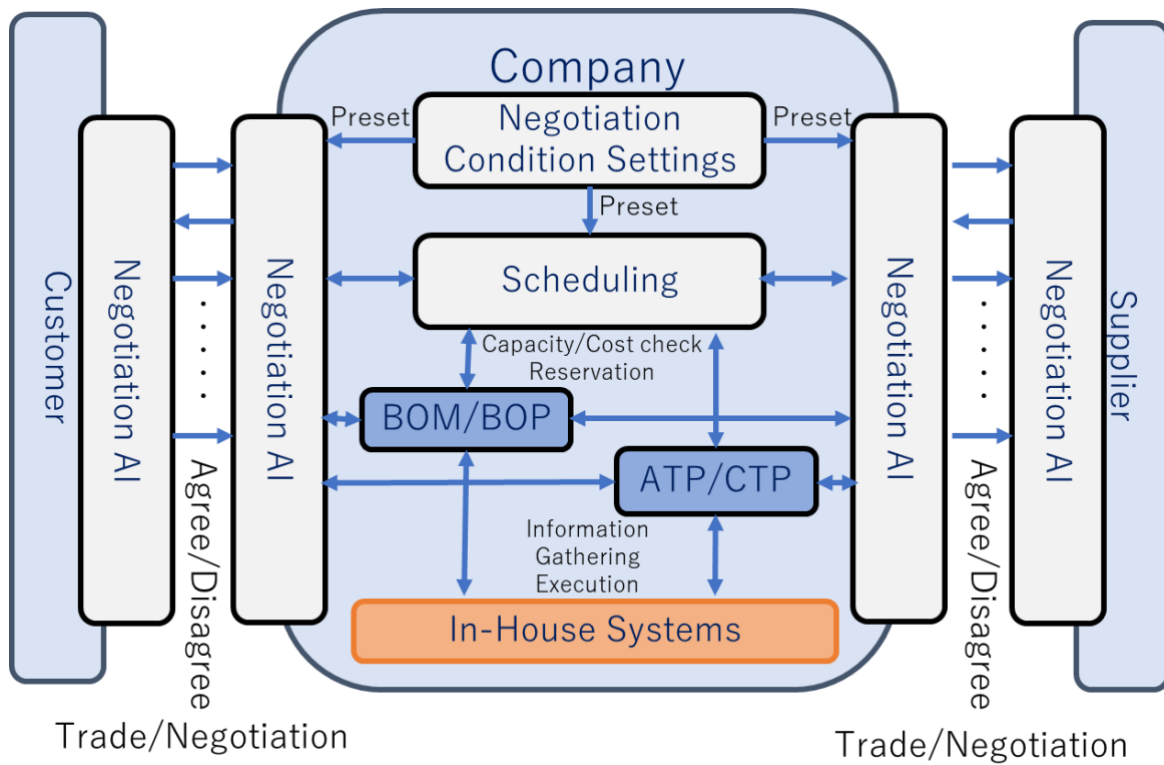 Company
Preset
Negotiation
Condition Settings
Preset
Preset
Scheduling
Capacity/Cost check
Reservation
BOM/BOP
ATP/CTP
Information
Gathering
Execution
In-House Systems
Customer
Negotiation AI
Agree/Disagree
Negotiation AI
Negotiation AI
Agree/Disagree
Negotiation AI
Supplier
Trade/Negotiation
Trade/Negotiation